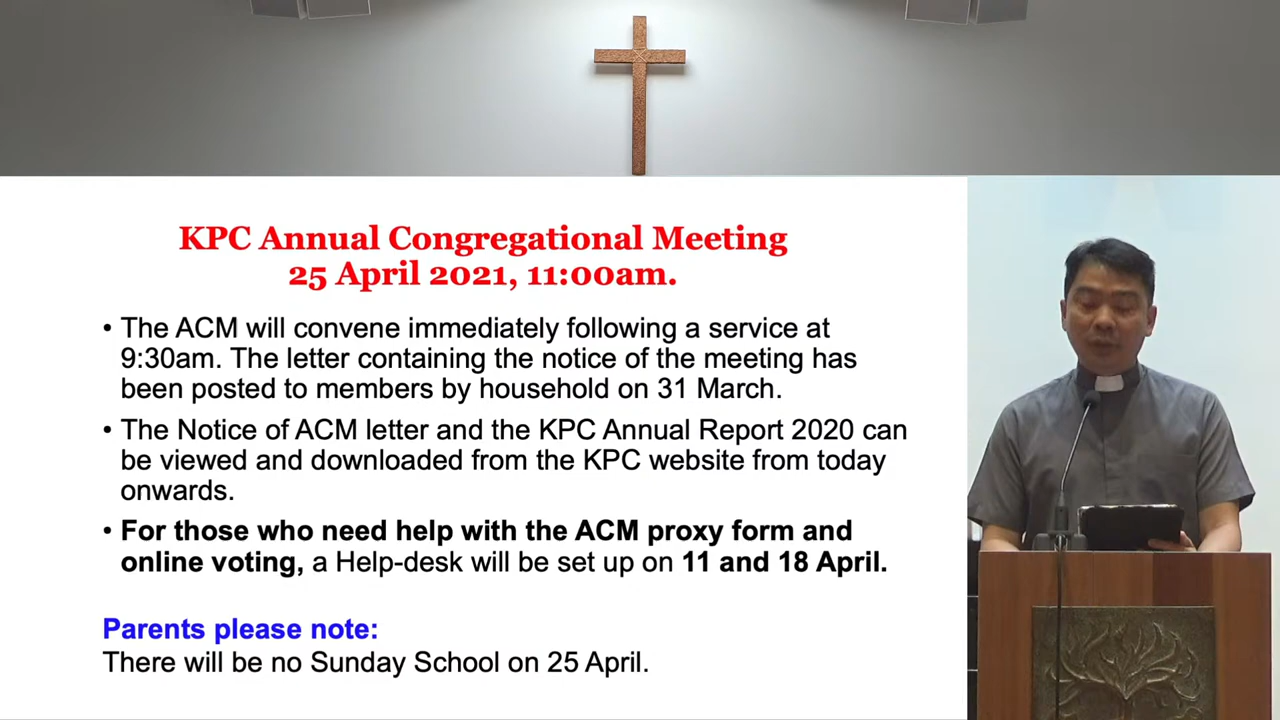 KPC Annual Congregational Meeting
25 April 2021, 11:00am.
• The ACM will convene immediately following a service at
9:30am. The letter containing the notice of the meeting has
been posted to members by household on 31 March.
• The Notice of ACM letter and the KPC Annual Report 2020 can
be viewed and downloaded from the KPC website from today
onwards.
• For those who need help with the ACM proxy form and
online voting, a Help-desk will be set up on 11 and 18 April.
Parents please note:
There will be no Sunday School on 25 April.